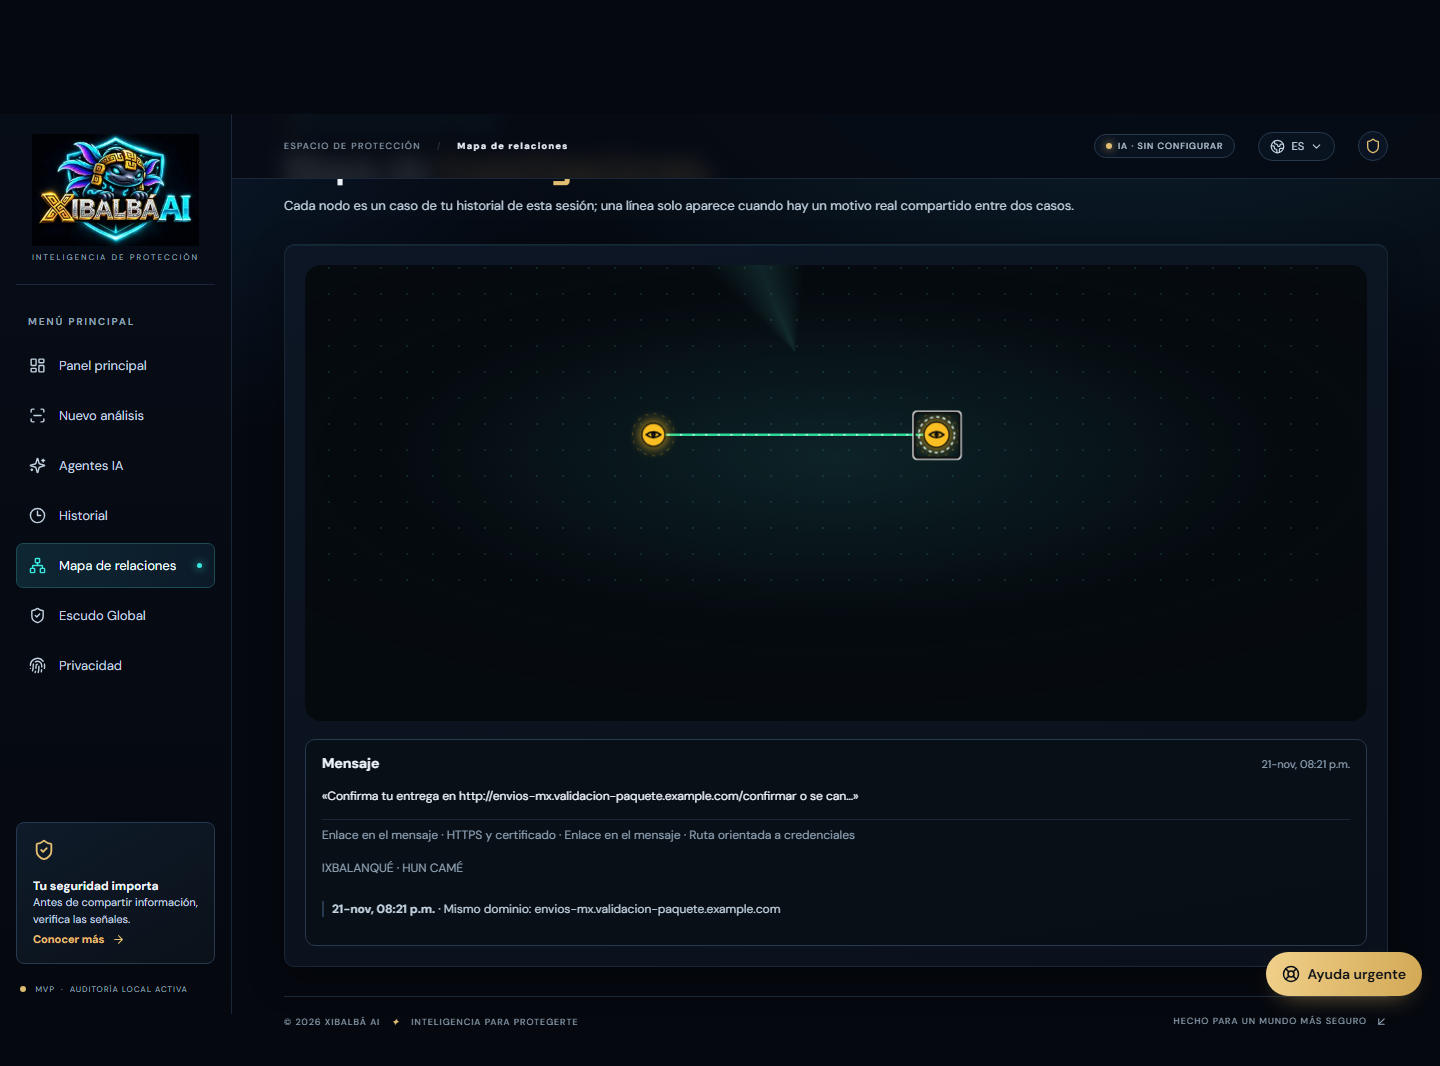 XIBALBÁ AI
INTELIGENCIA DE PROTECCIÓN
MENÚ PRINCIPAL
Panel principal
Nuevo análisis
Agentes IA
Historial
Mapa de relaciones
Escudo Global
Privacidad
Tu seguridad importa
Antes de compartir información,
verifica las señales.
Conocer más
MVP · AUDITORÍA LOCAL ACTIVA
ESPACIO DE PROTECCIÓN / Mapa de relaciones
IA · SIN CONFIGURAR
ES
Cada nodo es un caso de tu historial de esta sesión; una línea solo aparece cuando hay un motivo real compartido entre dos casos.
Mensaje
21-nov, 08:21 p.m.
«Confirma tu entrega en http://envios-mx.validacion-paquete.example.com/confirmar o se can...»
Enlace en el mensaje · HTTPS y certificado · Enlace en el mensaje · Ruta orientada a credenciales
IXBALANQUÉ · HUN CAMÉ
21-nov, 08:21 p.m. · Mismo dominio: envios-mx.validacion-paquete.example.com
Ayuda urgente
© 2026 XIBALBÁ AI ✦ INTELIGENCIA PARA PROTEGERTE
HECHO PARA UN MUNDO MÁS SEGURO